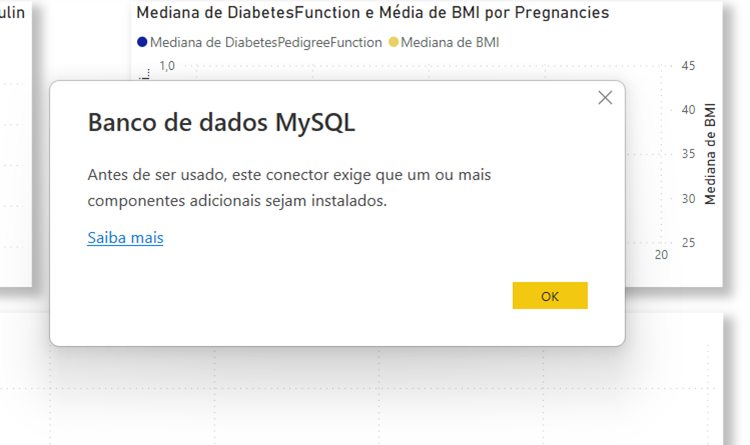 ulin
Mediana de DiabetesFunction e Média de BMI por Pregnancies
Mediana de DiabetesPedigreeFunction Mediana de BMI
1,0
45
40
35
30
25
Mediana de BMI
20
Banco de dados MySQL
Antes de ser usado, este conector exige que um ou mais
componentes adicionais sejam instalados.
Saiba mais
OK